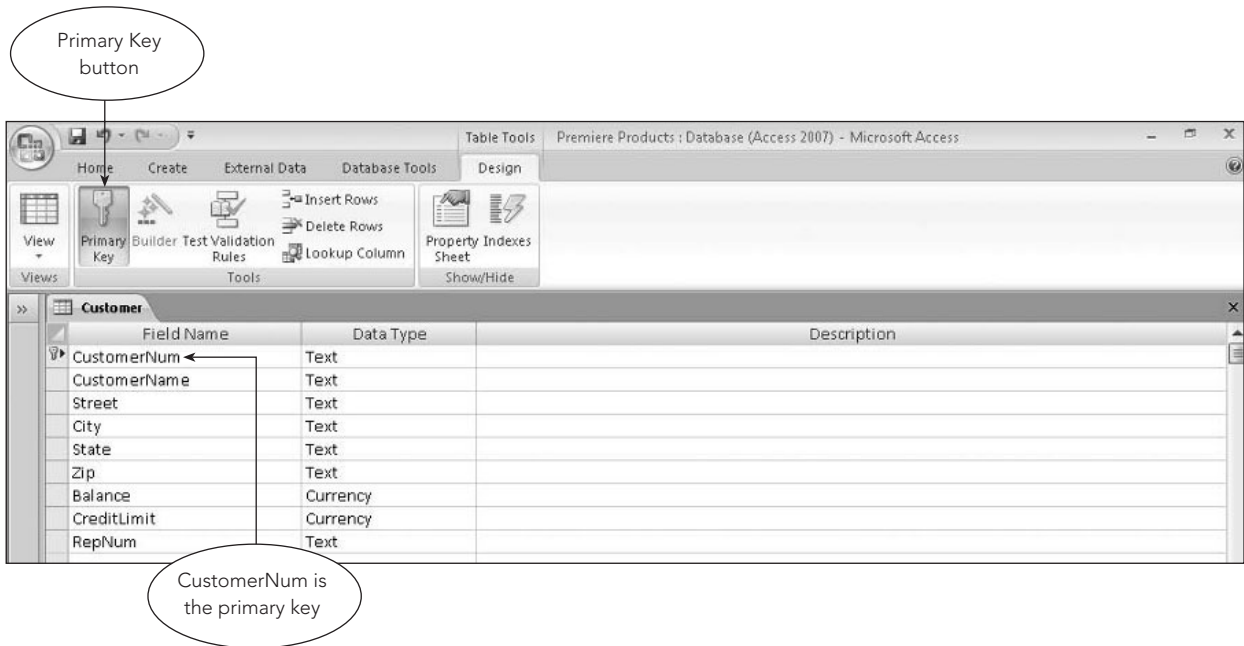 Primary Key
button
Table Tools Premiere Products : Database (Access 2007) - Microsoft Access
Home Create External Data Database Tools Design
View
Primary
Key
Builder
Test Validation
Rules
Insert Rows
Delete Rows
Lookup Column
Property
Sheet
Indexes
Views Tools Show/Hide
Customer
Field Name Data Type Description
CustomerNum Text
CustomerName Text
Street Text
City Text
State Text
Zip Text
Balance Currency
CreditLimit Currency
RepNum Text
CustomerNum is
the primary key